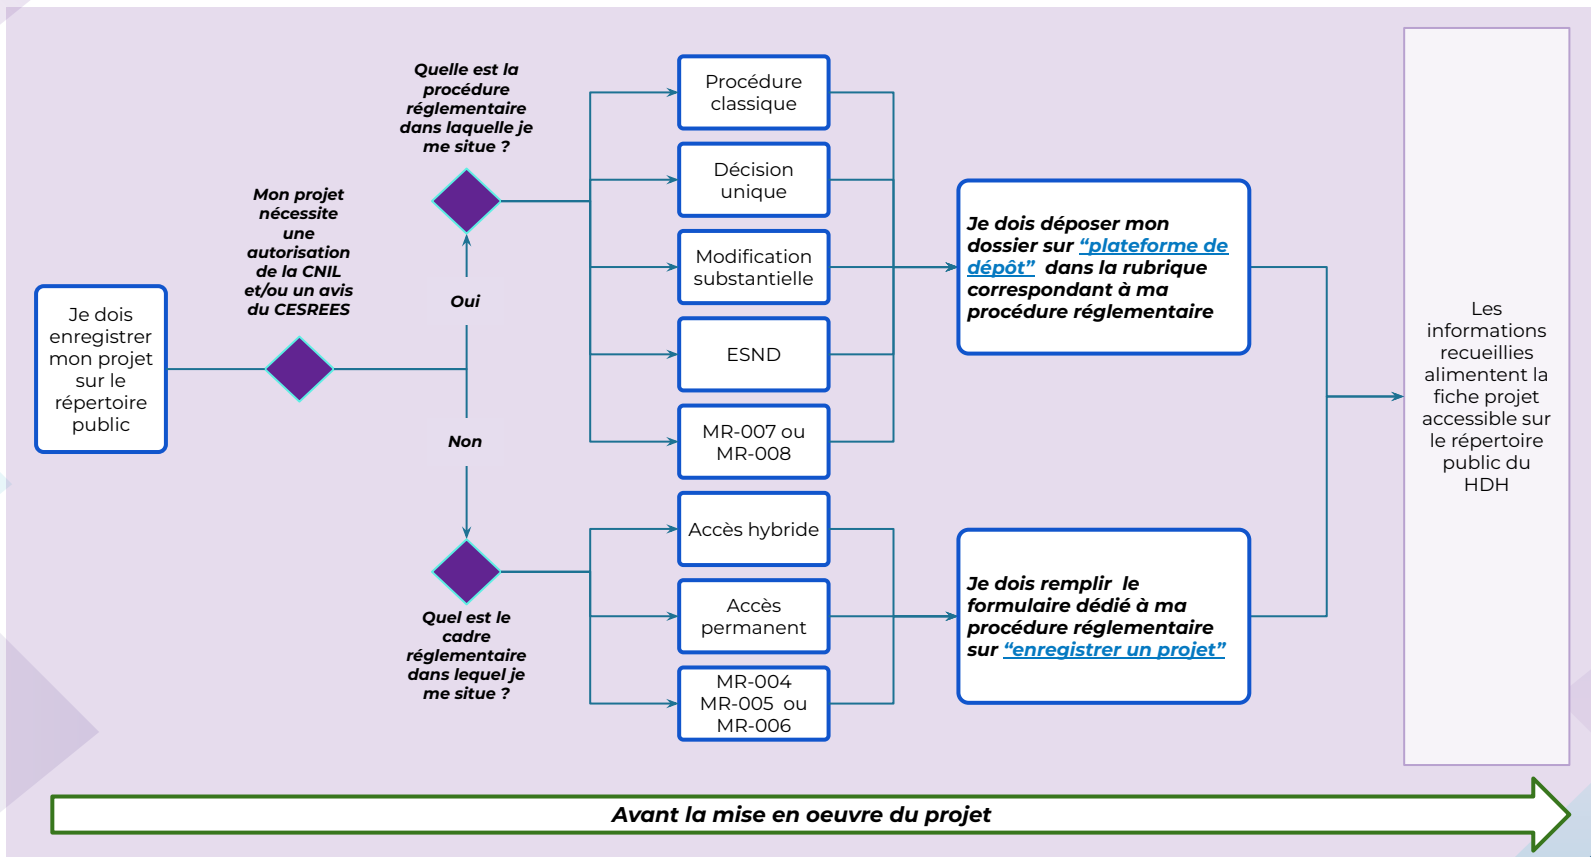 Je dois
enregistrer
mon projet
sur le
répertoire
public
Mon projet
nécessite
une
autorisation
de la CNIL
et/ou un avis
du CESREES
Quelle est la
procédure
réglementaire
dans laquelle je
me situe ?
Oui
Non
Quel est le
cadre
réglementaire
dans lequel je
me situe ?
Procédure
classique
Décision
unique
Modification
substantielle
ESND
MR-007 ou
MR-008
Accès hybride
Accès
permanent
MR-004
MR-005  ou
MR-006
Je dois déposer mon
dossier sur “plateforme de
dépôt”  dans la rubrique
correspondant à ma
procédure réglementaire
Je dois remplir  le
formulaire dédié à ma
procédure réglementaire
sur “enregistrer un projet”
Les
informations
recueillies
alimentent la
fiche projet
accessible sur
le répertoire
public du
HDH
Avant la mise en oeuvre du projet